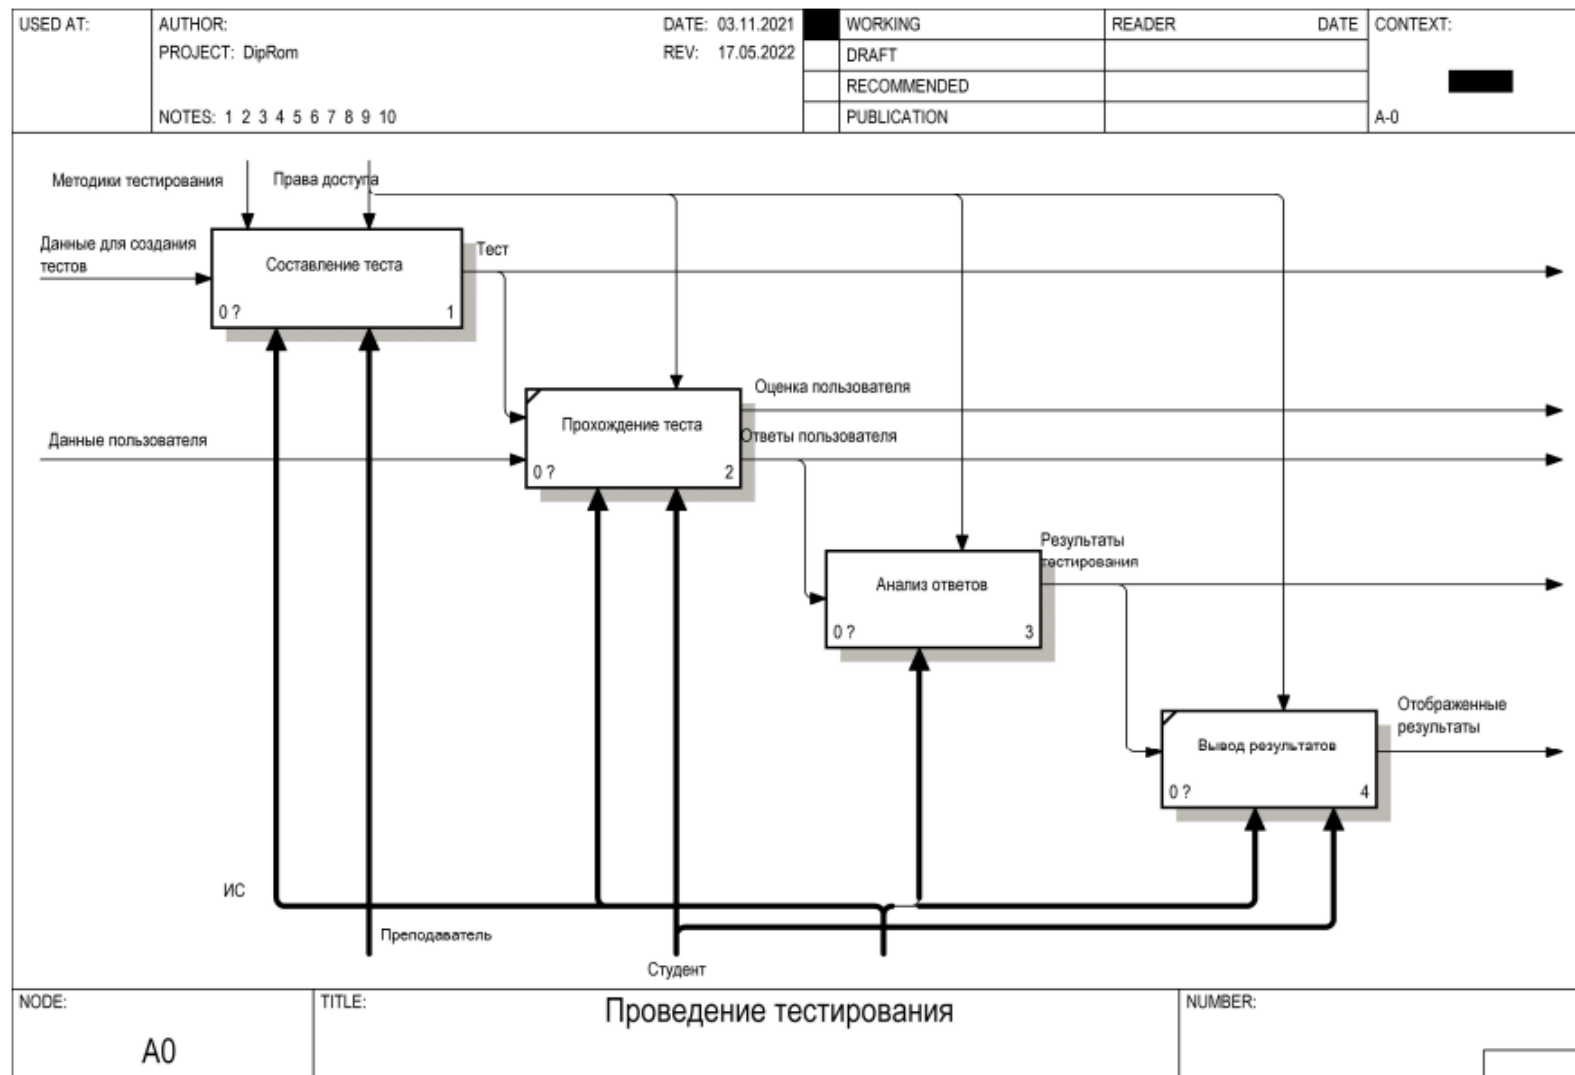 USED AT:
AUTHOR:
DATE: 03.11.2021
WORKING
READER
DATE
CONTEXT:
PROJECT: DipRom
REV: 17.05.2022
DRAFT
RECOMMENDED
NOTES: 1 2 3 4 5 6 7 8 9 10
PUBLICATION
A-0
Методики тестирования
Права доступа
Данные для создания
тестов
Составление теста
0 ?
1
Тест
Оценка пользователя
Данные пользователя
Прохождение теста
0 ?
2
Ответы пользователя
Результаты
тестирования
Анализ ответов
0 ?
3
Отображенные
результаты
Вывод результатов
0 ?
4
ИС
Преподаватель
Студент
NODE:
A0
TITLE:
Проведение тестирования
NUMBER: